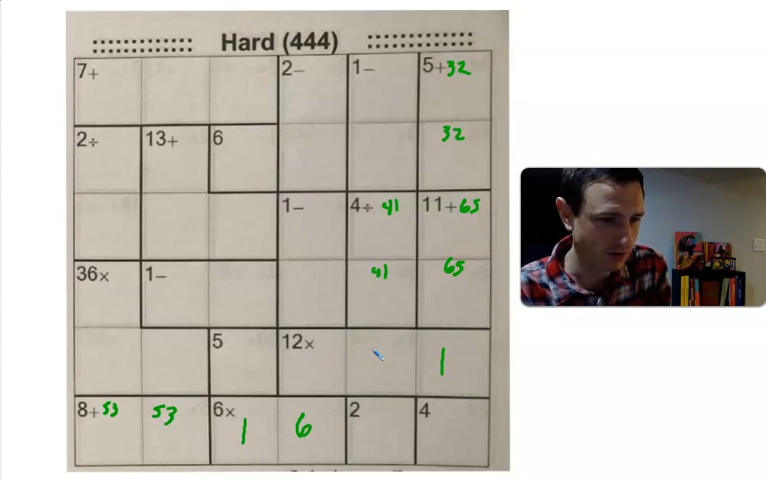 Hard (444)
7+ 2− 1− 5+ 32
2÷ 13+ 6 32
1− 4÷ 41 11+ 65
36× 1− 41 65
5 12× 1
8+ 53 53 6× 1 6 2 4